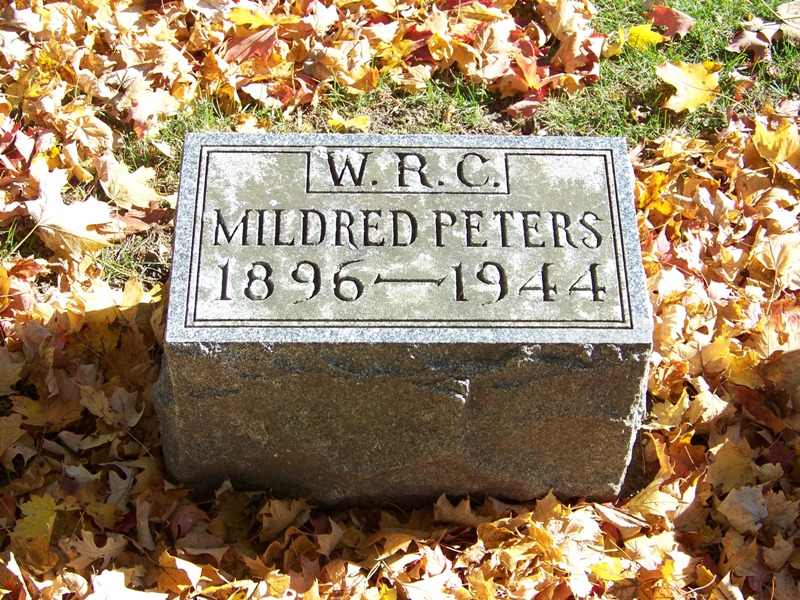 W. R. C.
MILDRED PETERS
1896—1944